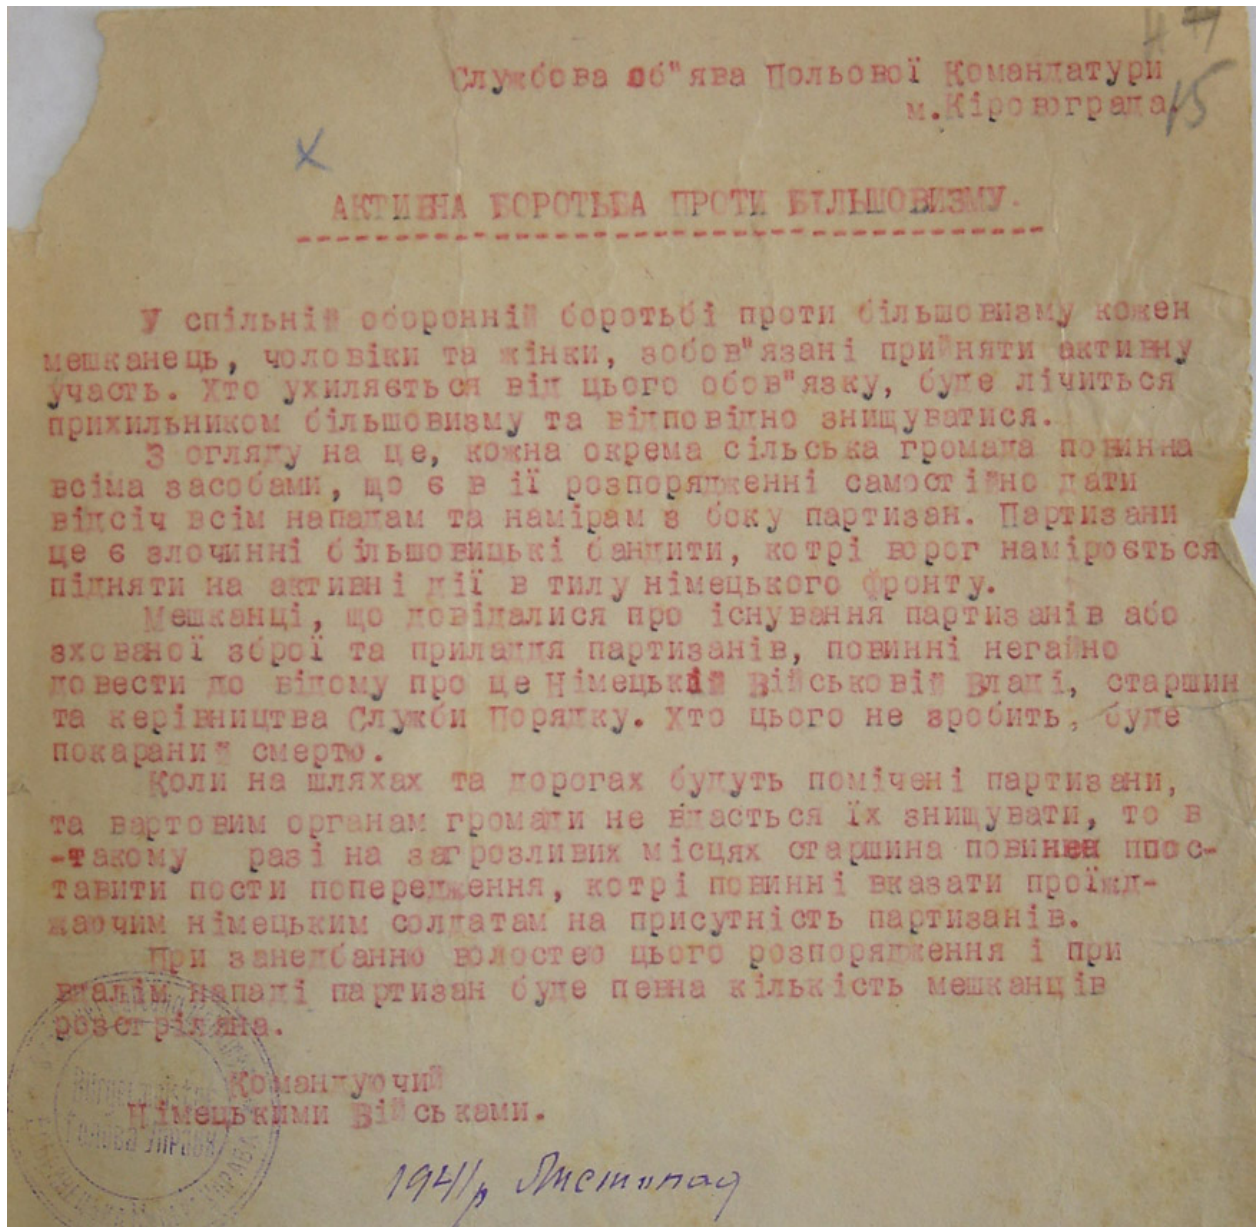 Службова об"ява Польової Командатури
м.Кіровограда.
15
АКТИВНА БОРОТЬБА ПРОТИ БІЛЬШОВИЗМУ.
У спільній оборонній боротьбі проти більшовизму кожен
мешканець, чоловіки та жінки, зобов"язані прийняти активну
участь. Хто ухиляється від цього обов"язку, буде лічиться
прихильником більшовизму та відповідно знищуватися.
З огляду на це, кожна окрема сільська громада повинна
всіма засобами, що є в її розпорядженні самостійно дати
відсіч всім нападам та намірам з боку партизан. Партизани
це є злочинні більшовицькі бандити, котрі ворог наміроється
підняти на активні дії в тилу німецького фронту.
Мешканці, що довідалися про існування партизанів або
схованої зброї та приладдя партизанів, повинні негайно
довести до відому про це Німецькій Військовій Владі, старшин
та керівництва Служби Порядку. Хто цього не зробить, буде
покараний смертю.
Коли на шляхах та дорогах будуть помічені партизани,
та вартовим органам громади не вдасться їх знищувати, то в
-такому разі на загрозливих місцях старшина повинен ппос-
тавити пости попередження, котрі повинні вказати проїжд-
жаючим німецьким солдатам на присутність партизанів.
При занедбанню волостею цього розпорядження і при
вдалім нападі партизан буде певна кількість мешканців
розстріляна.
Командуючий
Німецькими Військами.
1941 р Листопад